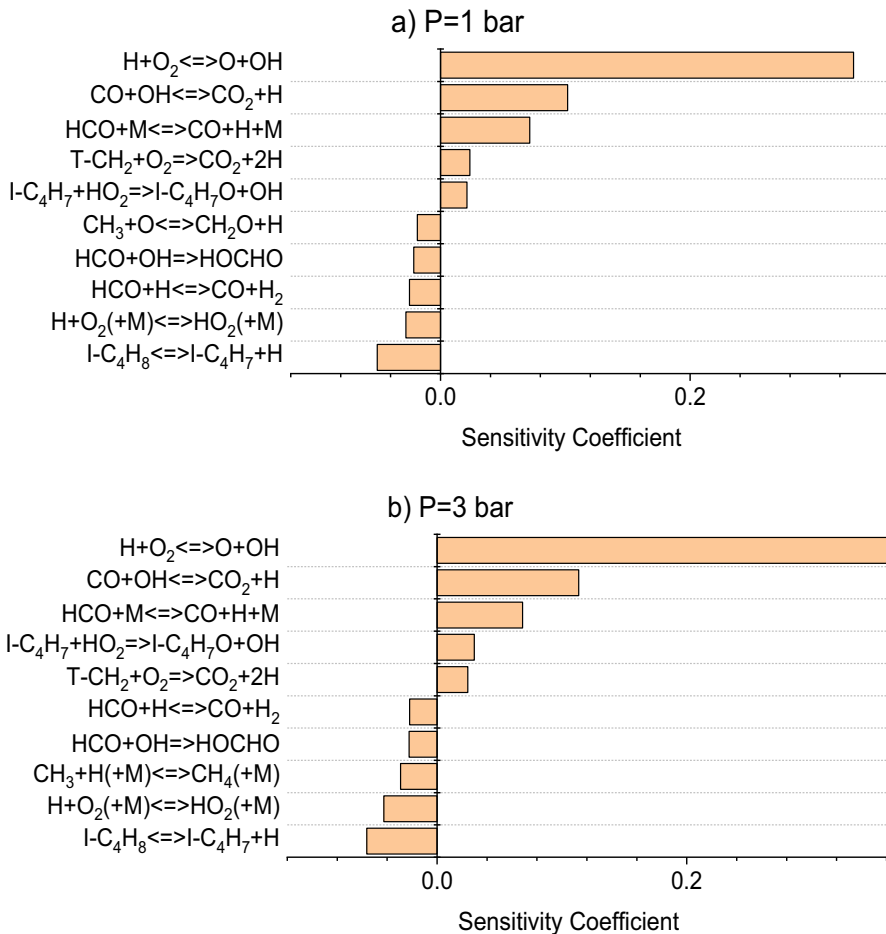 a) P=1 bar
H+O₂<=>O+OH
CO+OH<=>CO₂+H
HCO+M<=>CO+H+M
T-CH₂+O₂=>CO₂+2H
I-C₄H₇+HO₂=>I-C₄H₇O+OH
CH₃+O<=>CH₂O+H
HCO+OH=>HOCHO
HCO+H<=>CO+H₂
H+O₂(+M)<=>HO₂(+M)
I-C₄H₈<=>I-C₄H₇+H
0.0 0.2
Sensitivity Coefficient
b) P=3 bar
H+O₂<=>O+OH
CO+OH<=>CO₂+H
HCO+M<=>CO+H+M
I-C₄H₇+HO₂=>I-C₄H₇O+OH
T-CH₂+O₂=>CO₂+2H
HCO+H<=>CO+H₂
HCO+OH=>HOCHO
CH₃+H(+M)<=>CH₄(+M)
H+O₂(+M)<=>HO₂(+M)
I-C₄H₈<=>I-C₄H₇+H
0.0 0.2
Sensitivity Coefficient